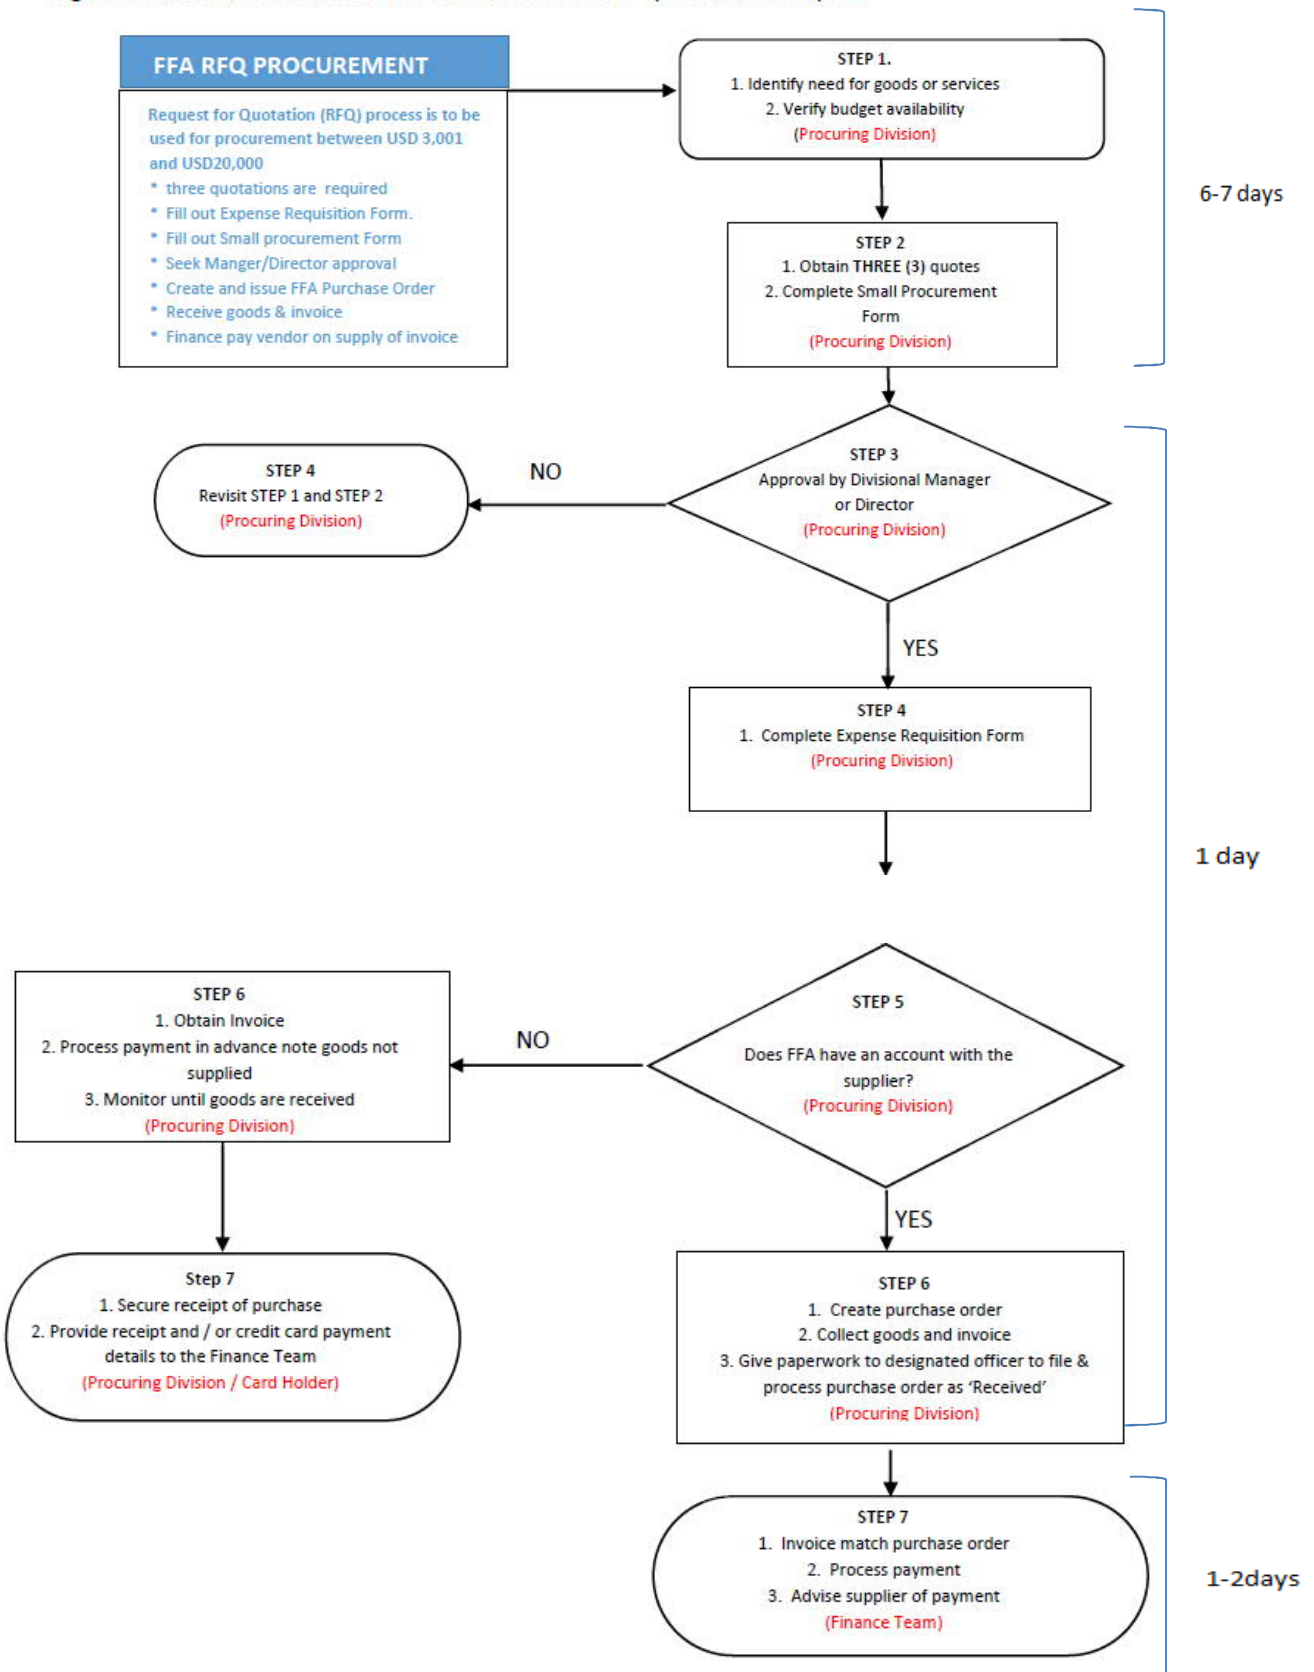 FFA RFQ PROCUREMENT
Request for Quotation (RFQ) process is to be
used for procurement between USD 3,001
and USD20,000
* three quotations are required
* Fill out Expense Requisition Form.
* Fill out Small procurement Form
* Seek Manger/Director approval
* Create and issue FFA Purchase Order
* Receive goods & invoice
* Finance pay vendor on supply of invoice
STEP 1.
1. Identify need for goods or services
2. Verify budget availability
(Procuring Division)
6-7 days
STEP 2
1. Obtain THREE (3) quotes
2. Complete Small Procurement
Form
(Procuring Division)
STEP 3
Approval by Divisional Manager
or Director
(Procuring Division)
NO
STEP 4
Revisit STEP 1 and STEP 2
(Procuring Division)
YES
STEP 4
1. Complete Expense Requisition Form
(Procuring Division)
1 day
STEP 5
Does FFA have an account with the
supplier?
(Procuring Division)
NO
STEP 6
1. Obtain Invoice
2. Process payment in advance note goods not
supplied
3. Monitor until goods are received
(Procuring Division)
Step 7
1. Secure receipt of purchase
2. Provide receipt and / or credit card payment
details to the Finance Team
(Procuring Division / Card Holder)
YES
STEP 6
1. Create purchase order
2. Collect goods and invoice
3. Give paperwork to designated officer to file &
process purchase order as ‘Received’
(Procuring Division)
STEP 7
1. Invoice match purchase order
2. Process payment
3. Advise supplier of payment
(Finance Team)
1-2days